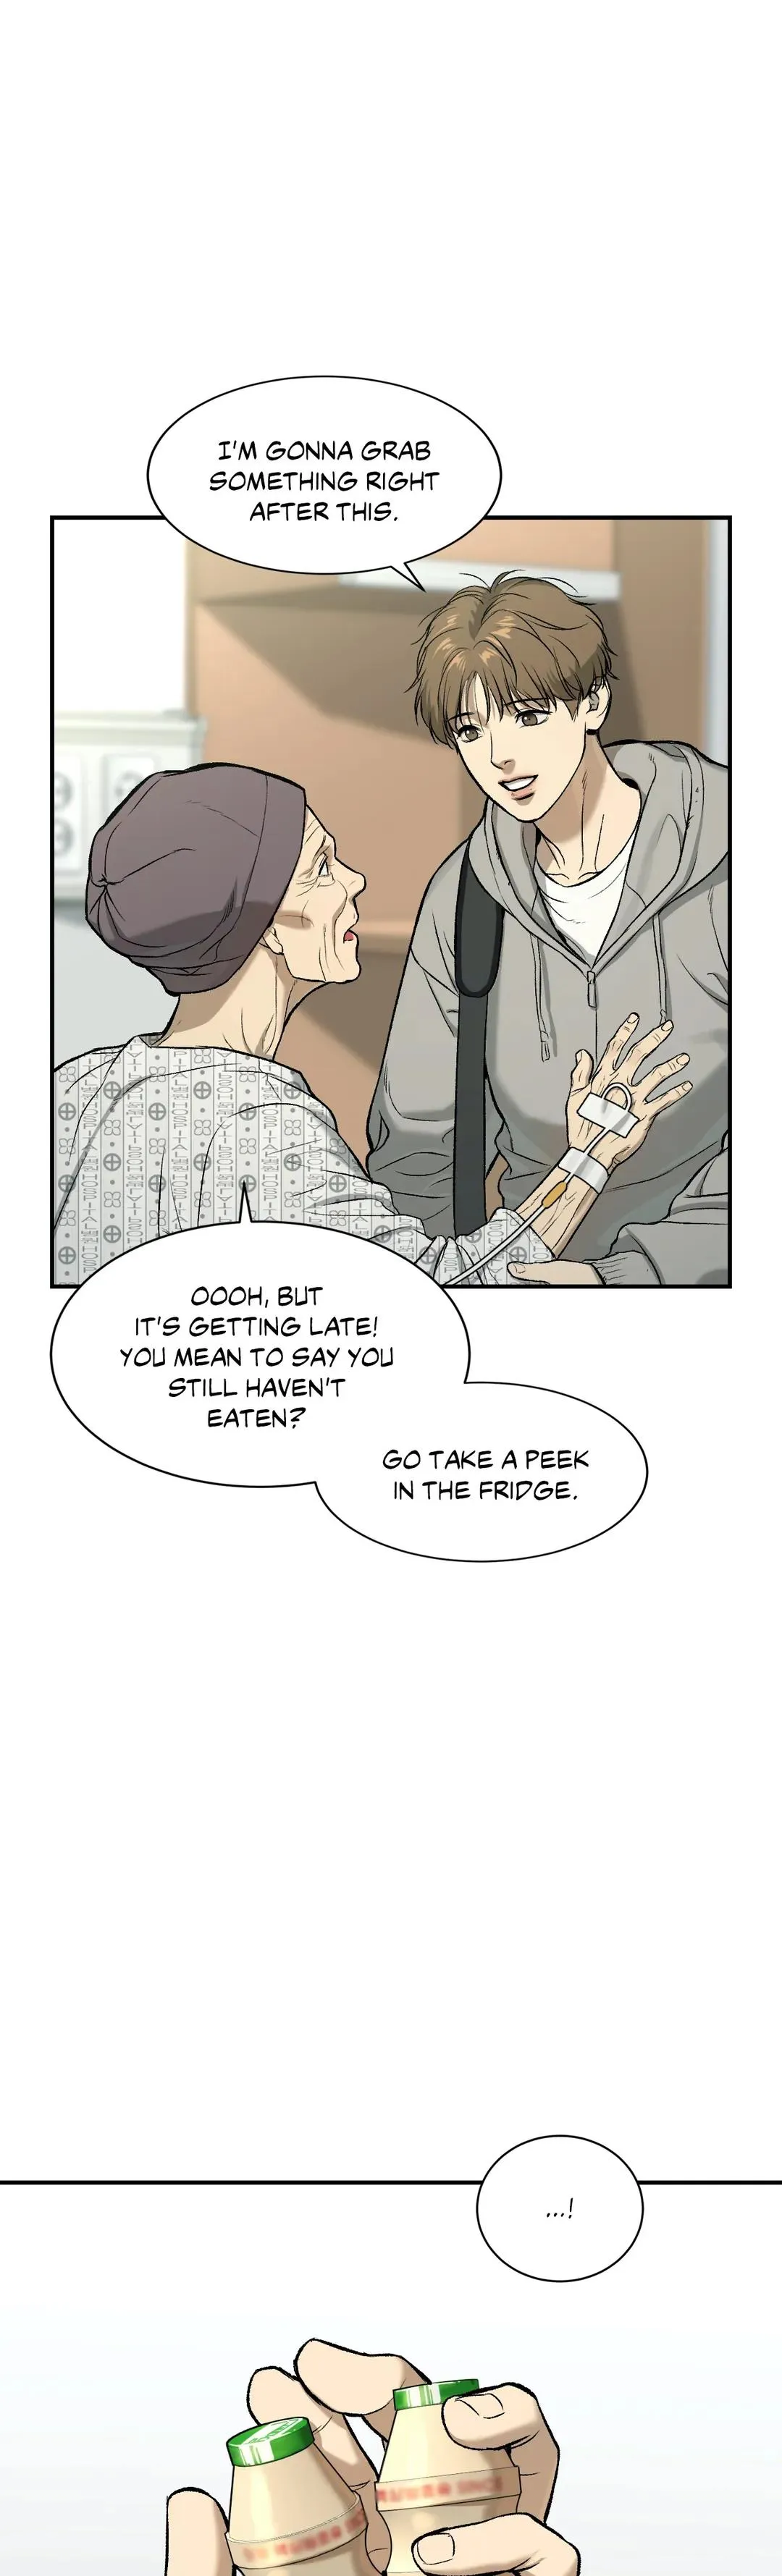 I'M GONNA GRAB
SOMETHING RIGHT
AFTER THIS.
OOOH, BUT
IT'S GETTING LATE!
YOU MEAN TO SAY YOU
STILL HAVEN'T
EATEN?
GO TAKE A PEEK
IN THE FRIDGE.
...!